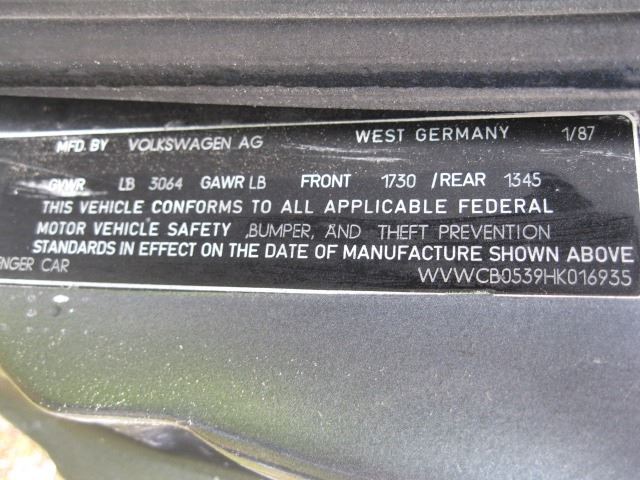 MFD. BY VOLKSWAGEN AG WEST GERMANY 1/87
GVWR LB 3064 GAWR LB FRONT 1730 / REAR 1345
THIS VEHICLE CONFORMS TO ALL APPLICABLE FEDERAL
MOTOR VEHICLE SAFETY ,BUMPER, AND THEFT PREVENTION
STANDARDS IN EFFECT ON THE DATE OF MANUFACTURE SHOWN ABOVE
ENGER CAR WVWCB0539HK016935